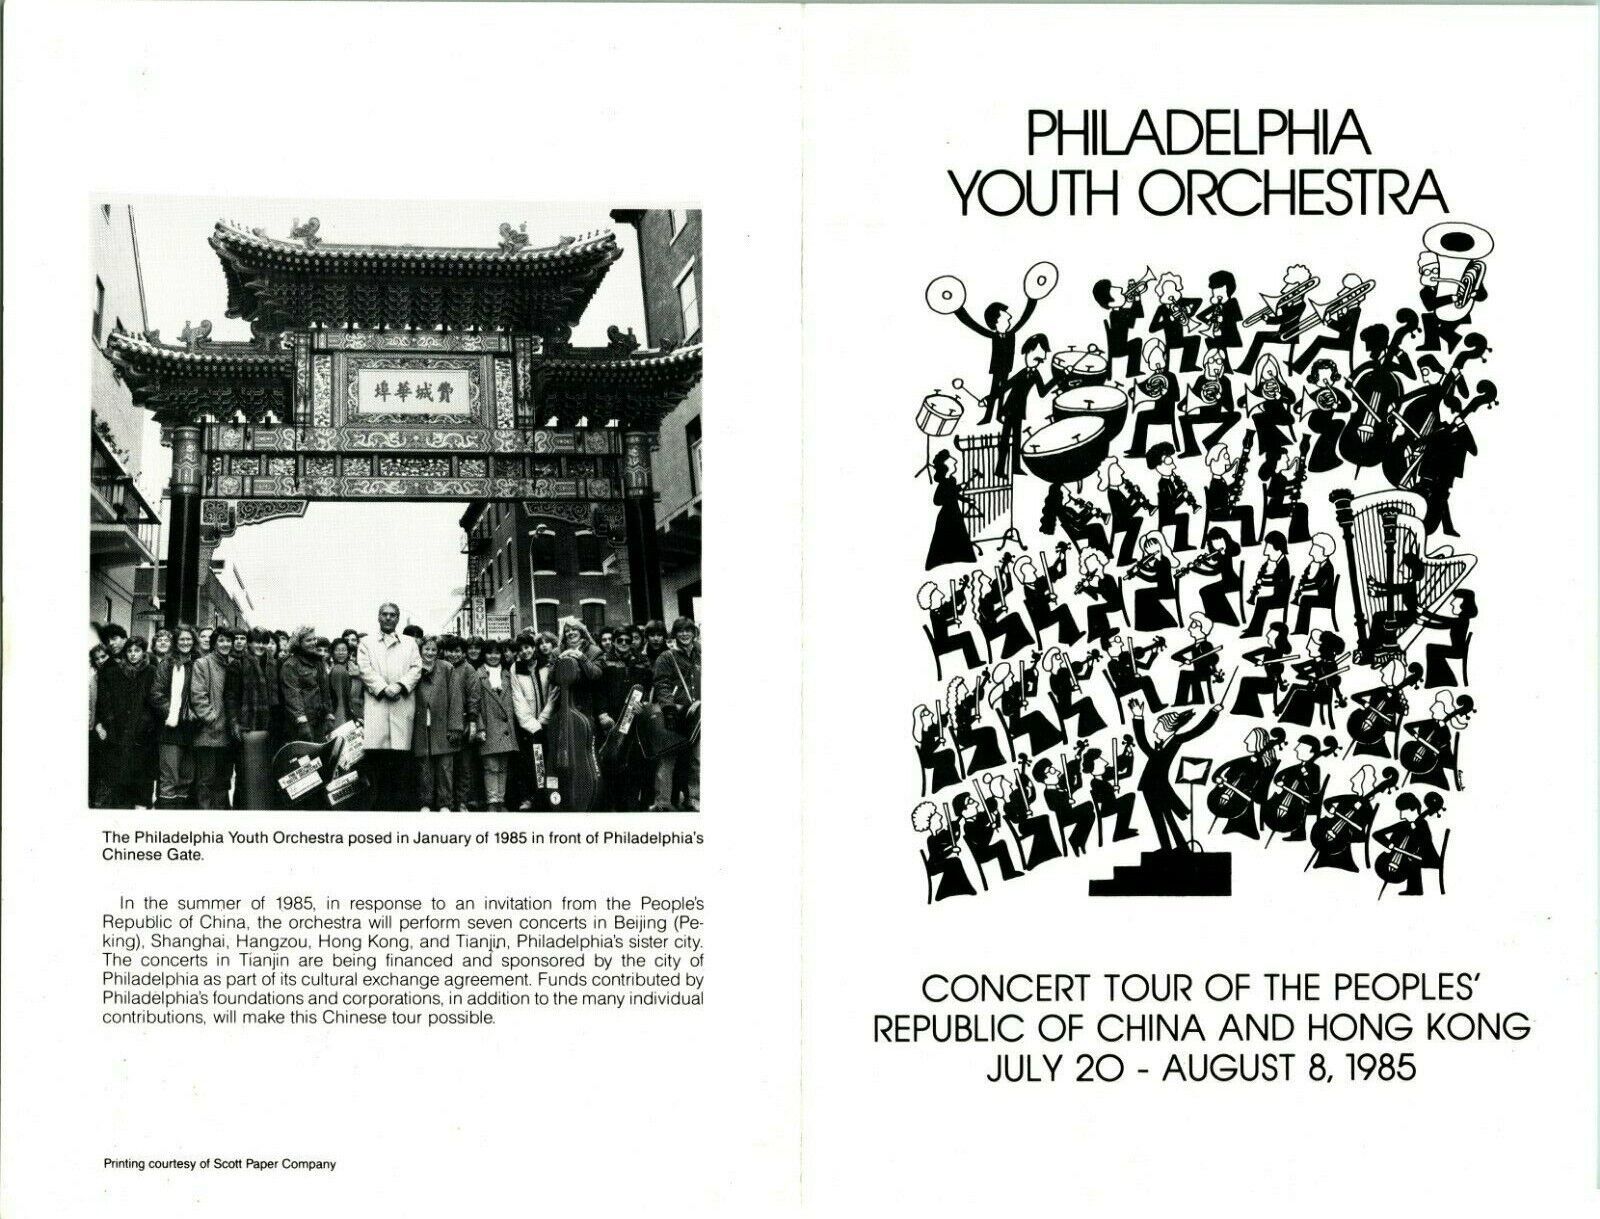 費城華埠
The Philadelphia Youth Orchestra posed in January of 1985 in front of Philadelphia's
Chinese Gate.
In the summer of 1985, in response to an invitation from the People's
Republic of China, the orchestra will perform seven concerts in Beijing (Pe-
king), Shanghai, Hangzou, Hong Kong, and Tianjin, Philadelphia's sister city.
The concerts in Tianjin are being financed and sponsored by the city of
Philadelphia as part of its cultural exchange agreement. Funds contributed by
Philadelphia's foundations and corporations, in addition to the many individual
contributions, will make this Chinese tour possible.
Printing courtesy of Scott Paper Company
PHILADELPHIA
YOUTH ORCHESTRA
CONCERT TOUR OF THE PEOPLES'
REPUBLIC OF CHINA AND HONG KONG
JULY 20 - AUGUST 8, 1985